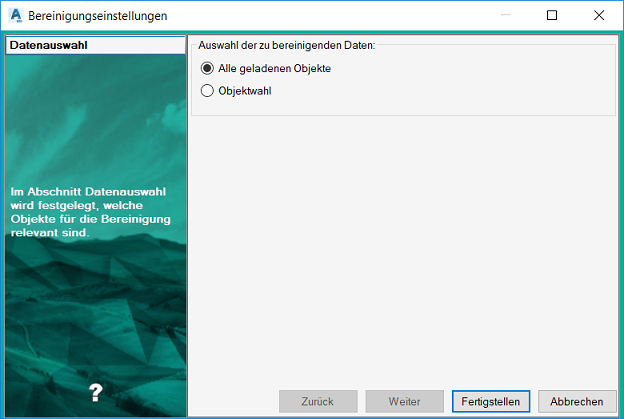 Bereinigungseinstellungen
Datenauswahl
Im Abschnitt Datenauswahl
wird festgelegt, welche
Objekte für die Bereinigung
relevant sind.
?
Auswahl der zu bereinigenden Daten:
Alle geladenen Objekte
Objektwahl
Zurück
Weiter
Fertigstellen
Abbrechen